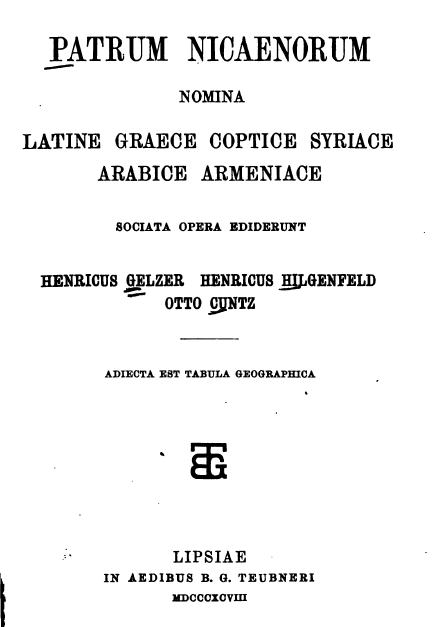 PATRUM NICAENORUM
NOMINA
LATINE GRAECE COPTICE SYRIACE
ARABICE ARMENIACE
SOCIATA OPERA EDIDERUNT
HENRICUS GELZER HENRICUS HILGENFELD
OTTO CUNTZ
ADIECTA EST TABULA GEOGRAPHICA
BTG
LIPSIAE
IN AEDIBUS B. G. TEUBNERI
MDCCCXCVIII